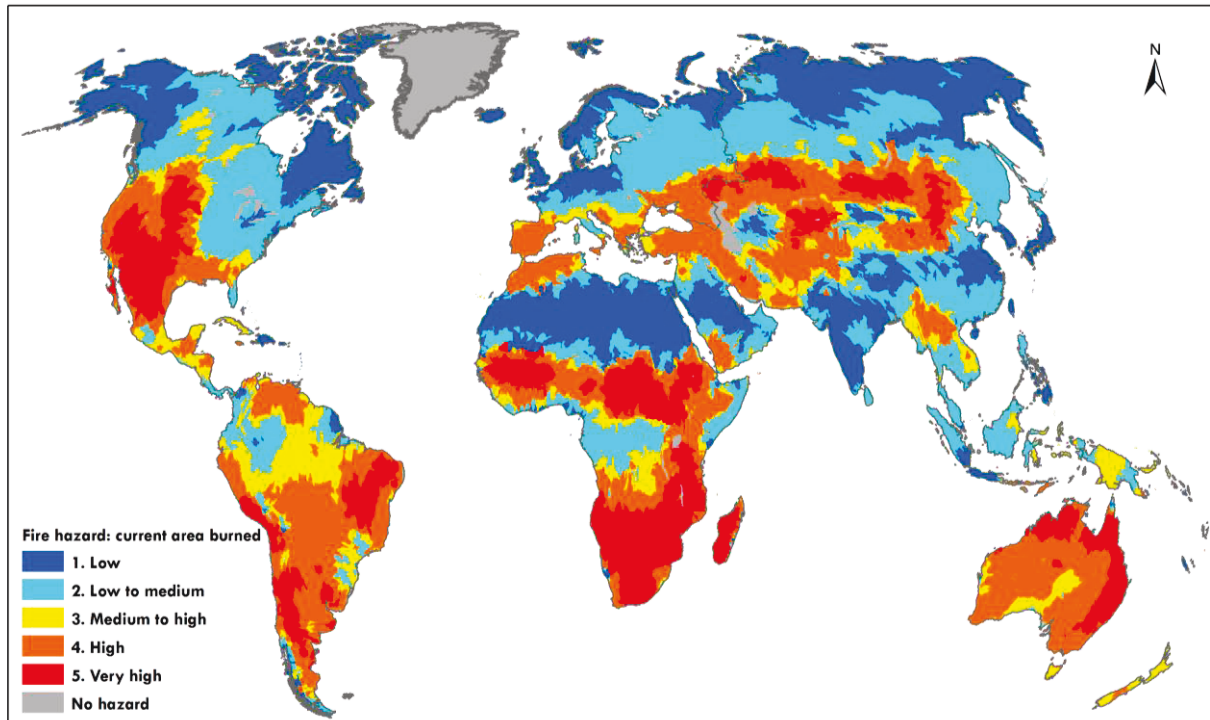 N
Fire hazard: current area burned
1. Low
2. Low to medium
3. Medium to high
4. High
5. Very high
No hazard